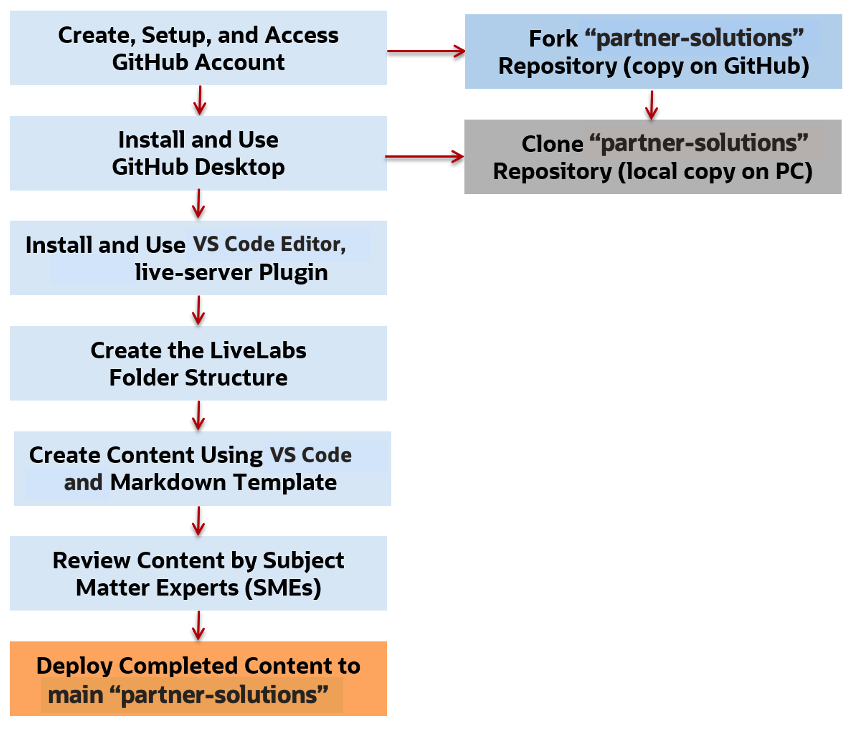 Create, Setup, and Access
GitHub Account
Fork “partner-solutions”
Repository (copy on GitHub)
Install and Use
GitHub Desktop
Clone “partner-solutions”
Repository (local copy on PC)
Install and Use VS Code Editor,
live-server Plugin
Create the LiveLabs
Folder Structure
Create Content Using VS Code
and Markdown Template
Review Content by Subject
Matter Experts (SMEs)
Deploy Completed Content to
main “partner-solutions”